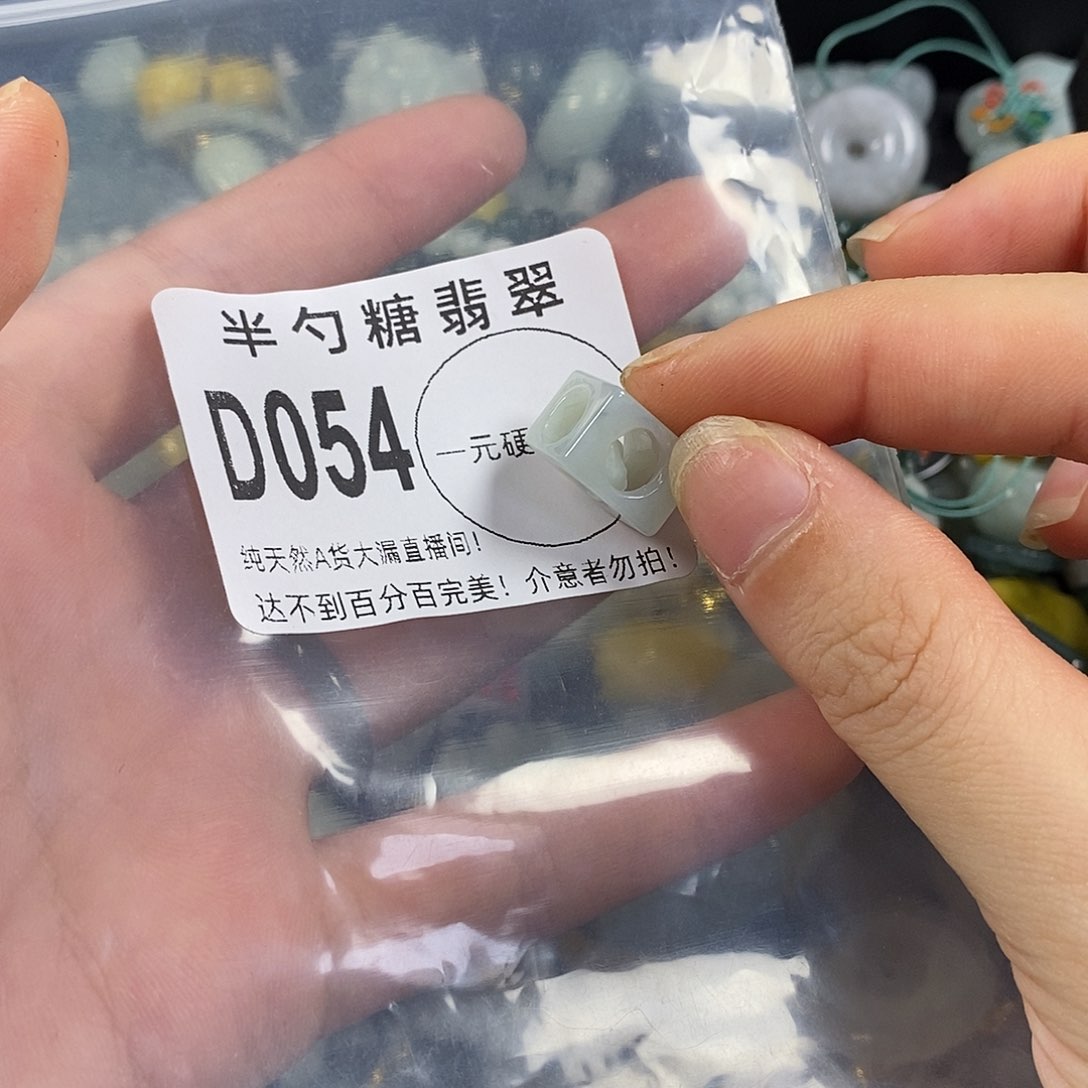 半勺糖翡翠
D054
一元硬
纯天然A货大漏直播间！
达不到百分百完美！介意者勿拍！